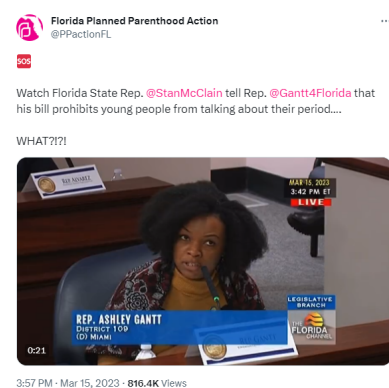 Florida Planned Parenthood Action
@PPactionFL
SOS
Watch Florida State Rep. @StanMcClain tell Rep. @Gantt4Florida that
his bill prohibits young people from talking about their period....
WHAT?!?!
REP. ALVAREZ
MAR 15, 2023
3:42 PM ET
LIVE
REP. ASHLEY GANTT
DISTRICT 109
(D) MIAMI
LEGISLATIVE
BRANCH
THE
FLORIDA
CHANNEL
0:21
3:57 PM · Mar 15, 2023 · 816.4K Views